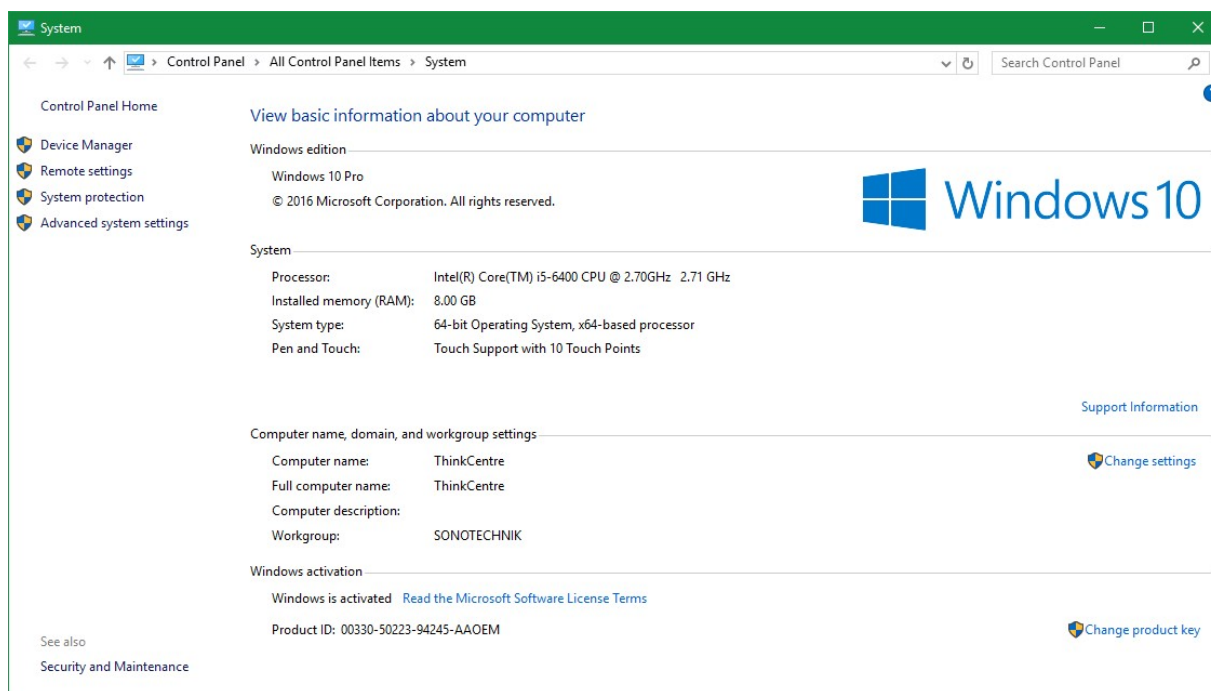 System
Control Panel > All Control Panel Items > System
Search Control Panel
Control Panel Home
Device Manager
Remote settings
System protection
Advanced system settings
View basic information about your computer
Windows edition
Windows 10 Pro
© 2016 Microsoft Corporation. All rights reserved.
Windows 10
System
Processor: Intel(R) Core(TM) i5-6400 CPU @ 2.70GHz 2.71 GHz
Installed memory (RAM): 8.00 GB
System type: 64-bit Operating System, x64-based processor
Pen and Touch: Touch Support with 10 Touch Points
Support Information
Computer name, domain, and workgroup settings
Computer name: ThinkCentre
Change settings
Full computer name: ThinkCentre
Computer description:
Workgroup: SONOTECHNIK
Windows activation
Windows is activated Read the Microsoft Software License Terms
Product ID: 00330-50223-94245-AAOEM
Change product key
See also
Security and Maintenance